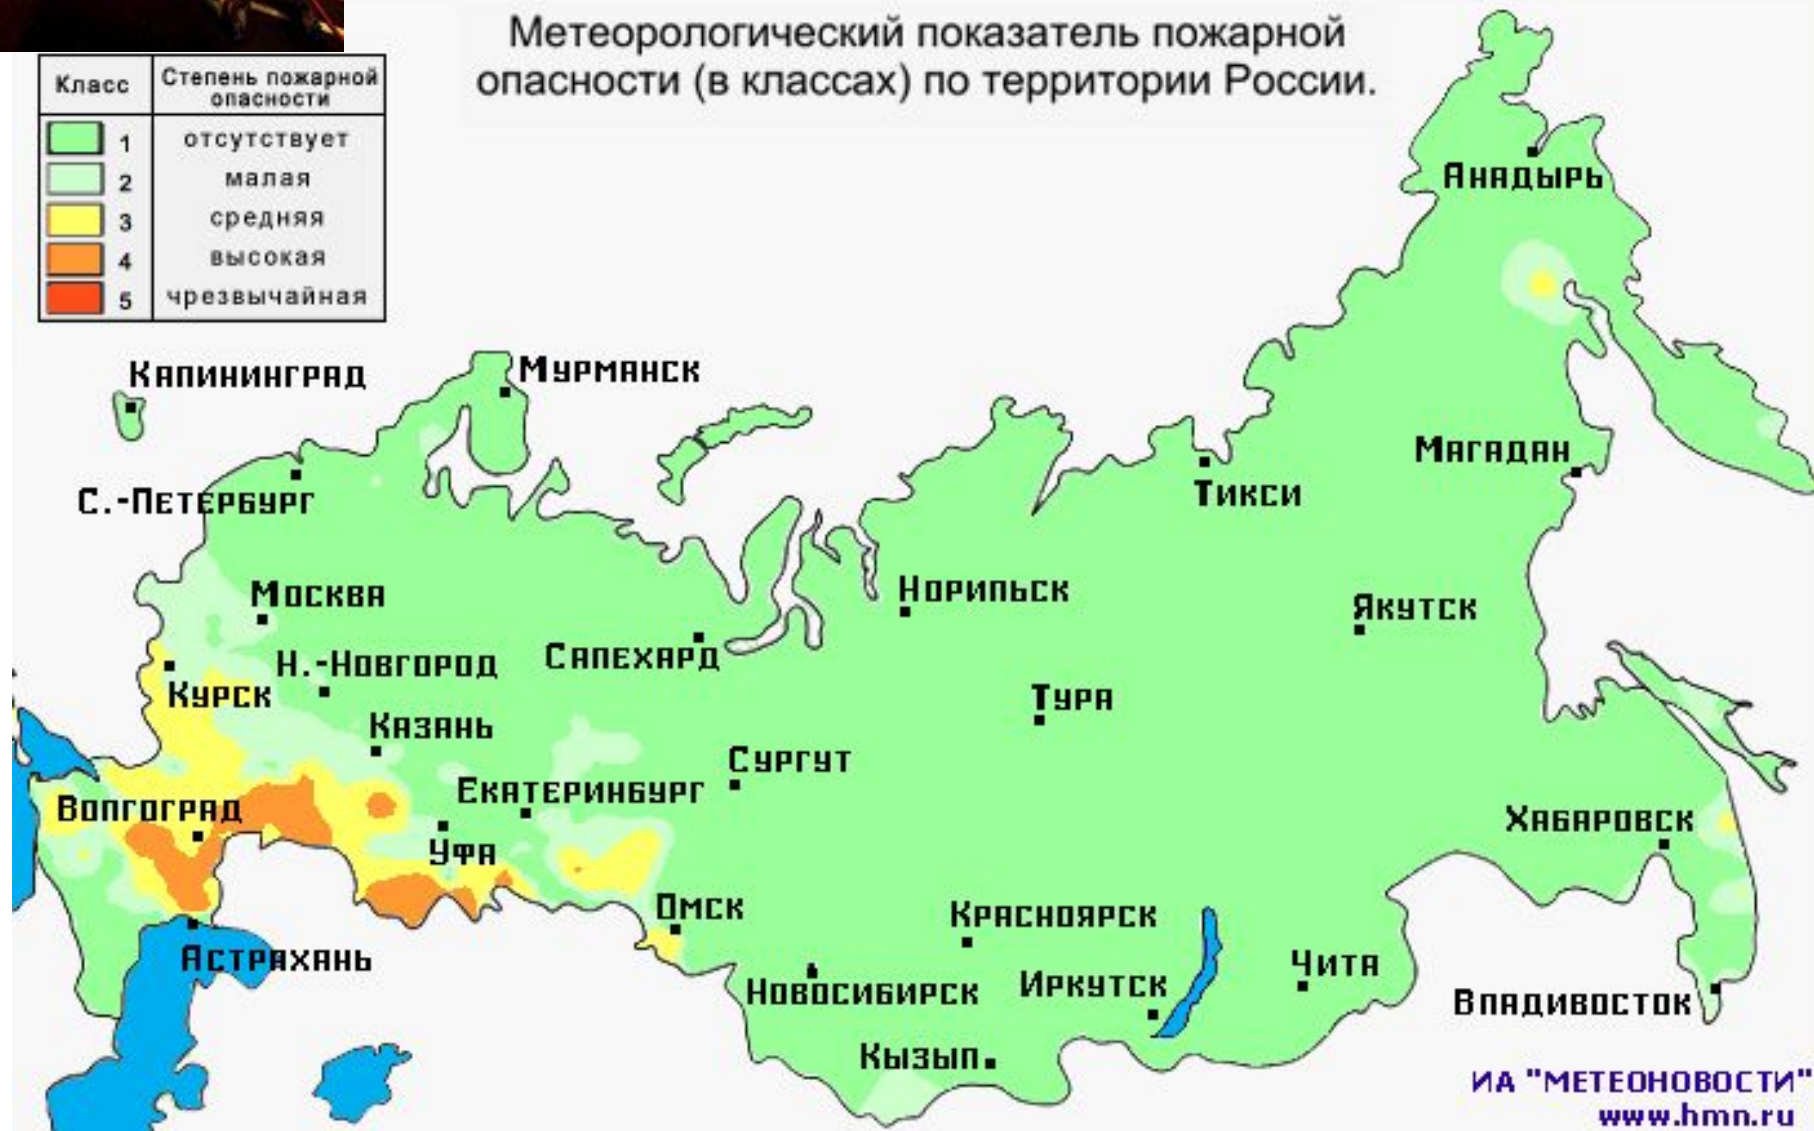 Метеорологический показатель пожарной
опасности (в классах) по территории России.
Класс
Степень пожарной
опасности
1 отсутствует
2 малая
3 средняя
4 высокая
5 чрезвычайная
Анадырь
Калининград
Мурманск
Магадан
С.-Петербург
Тикси
Москва
Норильск
Якутск
Н.-Новгород
Салехард
Курск
Тура
Казань
Сургут
Екатеринбург
Волгоград
Хабаровск
Уфа
Омск
Красноярск
Астрахань
Чита
Новосибирск
Иркутск
Владивосток
Кызыл
ИА "МЕТЕОНОВОСТИ"
www.hmn.ru